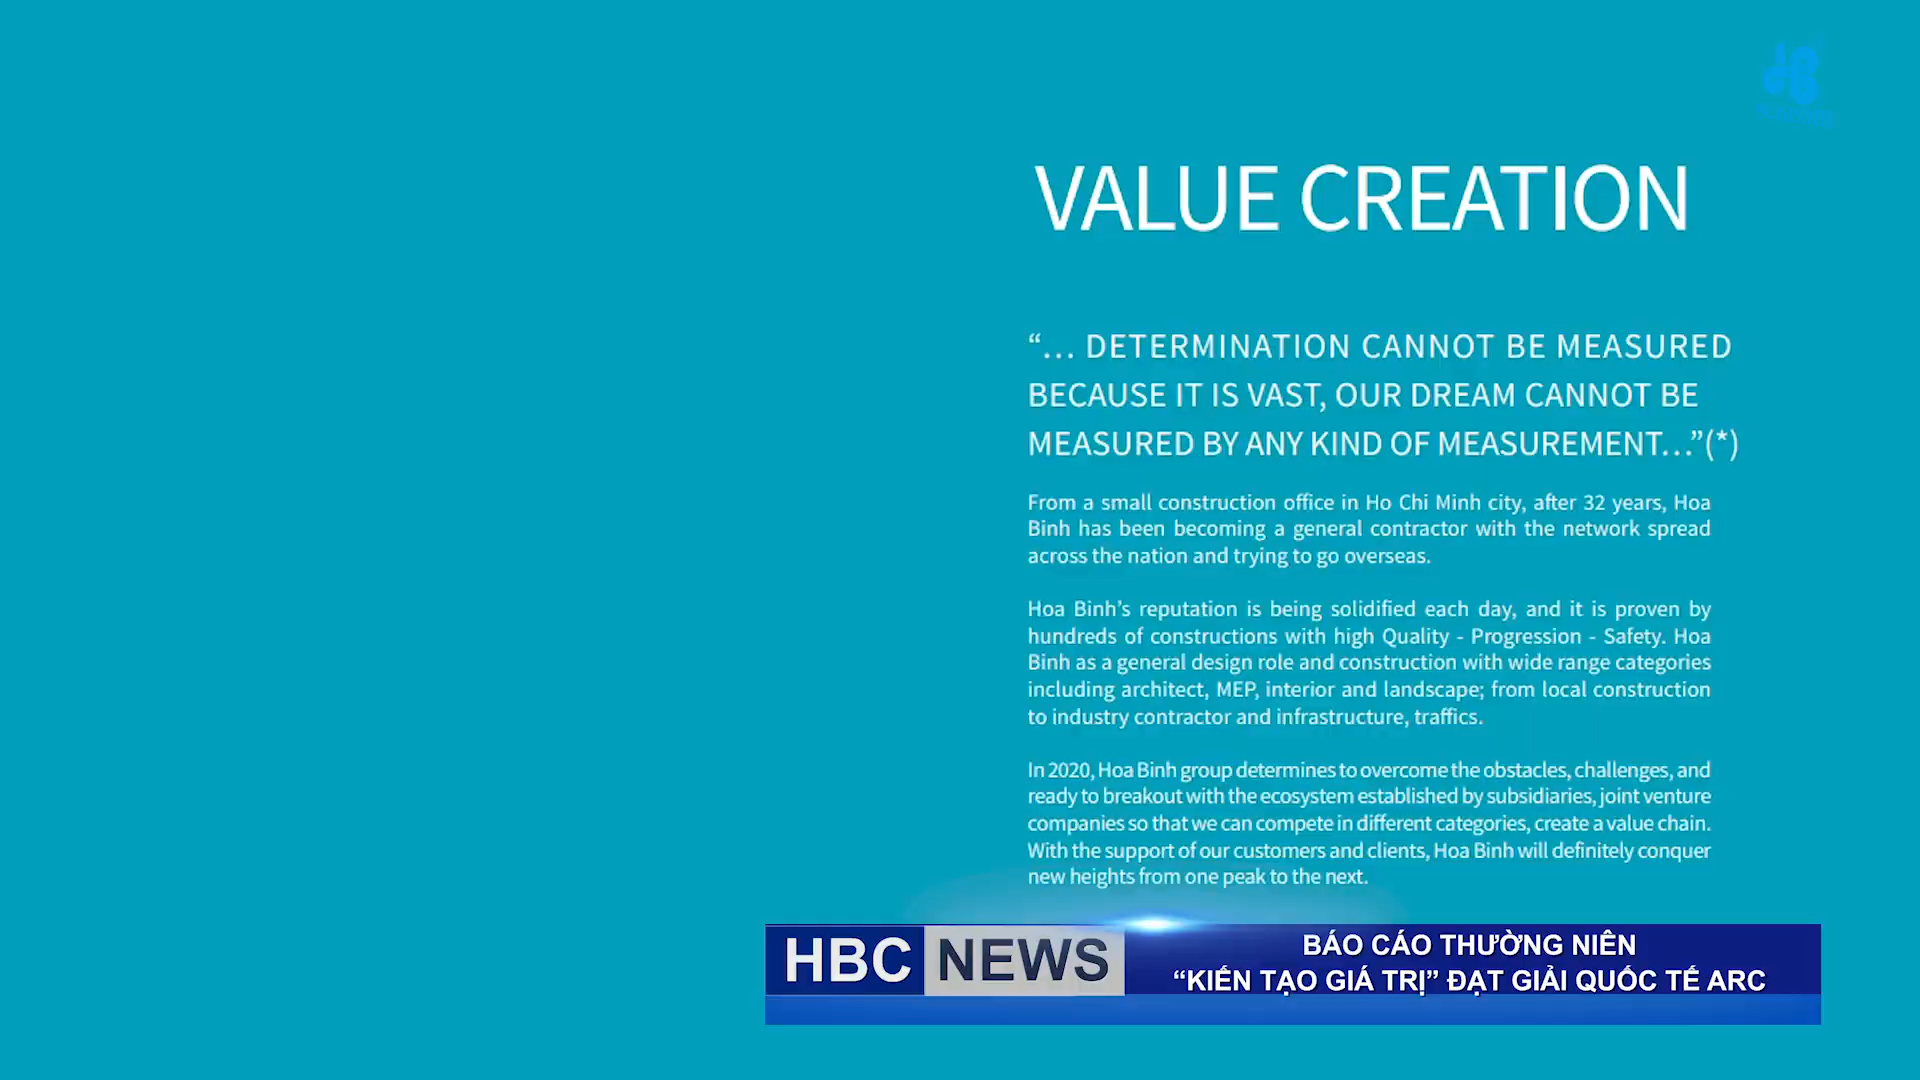 VALUE CREATION
“... DETERMINATION CANNOT BE MEASURED
BECAUSE IT IS VAST, OUR DREAM CANNOT BE
MEASURED BY ANY KIND OF MEASUREMENT...”(*)
From a small construction office in Ho Chi Minh city, after 32 years, Hoa
Binh has been becoming a general contractor with the network spread
across the nation and trying to go overseas.
Hoa Binh’s reputation is being solidified each day, and it is proven by
hundreds of constructions with high Quality - Progression - Safety. Hoa
Binh as a general design role and construction with wide range categories
including architect, MEP, interior and landscape; from local construction
to industry contractor and infrastructure, traffics.
In 2020, Hoa Binh group determines to overcome the obstacles, challenges, and
ready to breakout with the ecosystem established by subsidiaries, joint venture
companies so that we can compete in different categories, create a value chain.
With the support of our customers and clients, Hoa Binh will definitely conquer
new heights from one peak to the next.
HBC NEWS
BÁO CÁO THƯỜNG NIÊN
“KIẾN TẠO GIÁ TRỊ” ĐẠT GIẢI QUỐC TẾ ARC